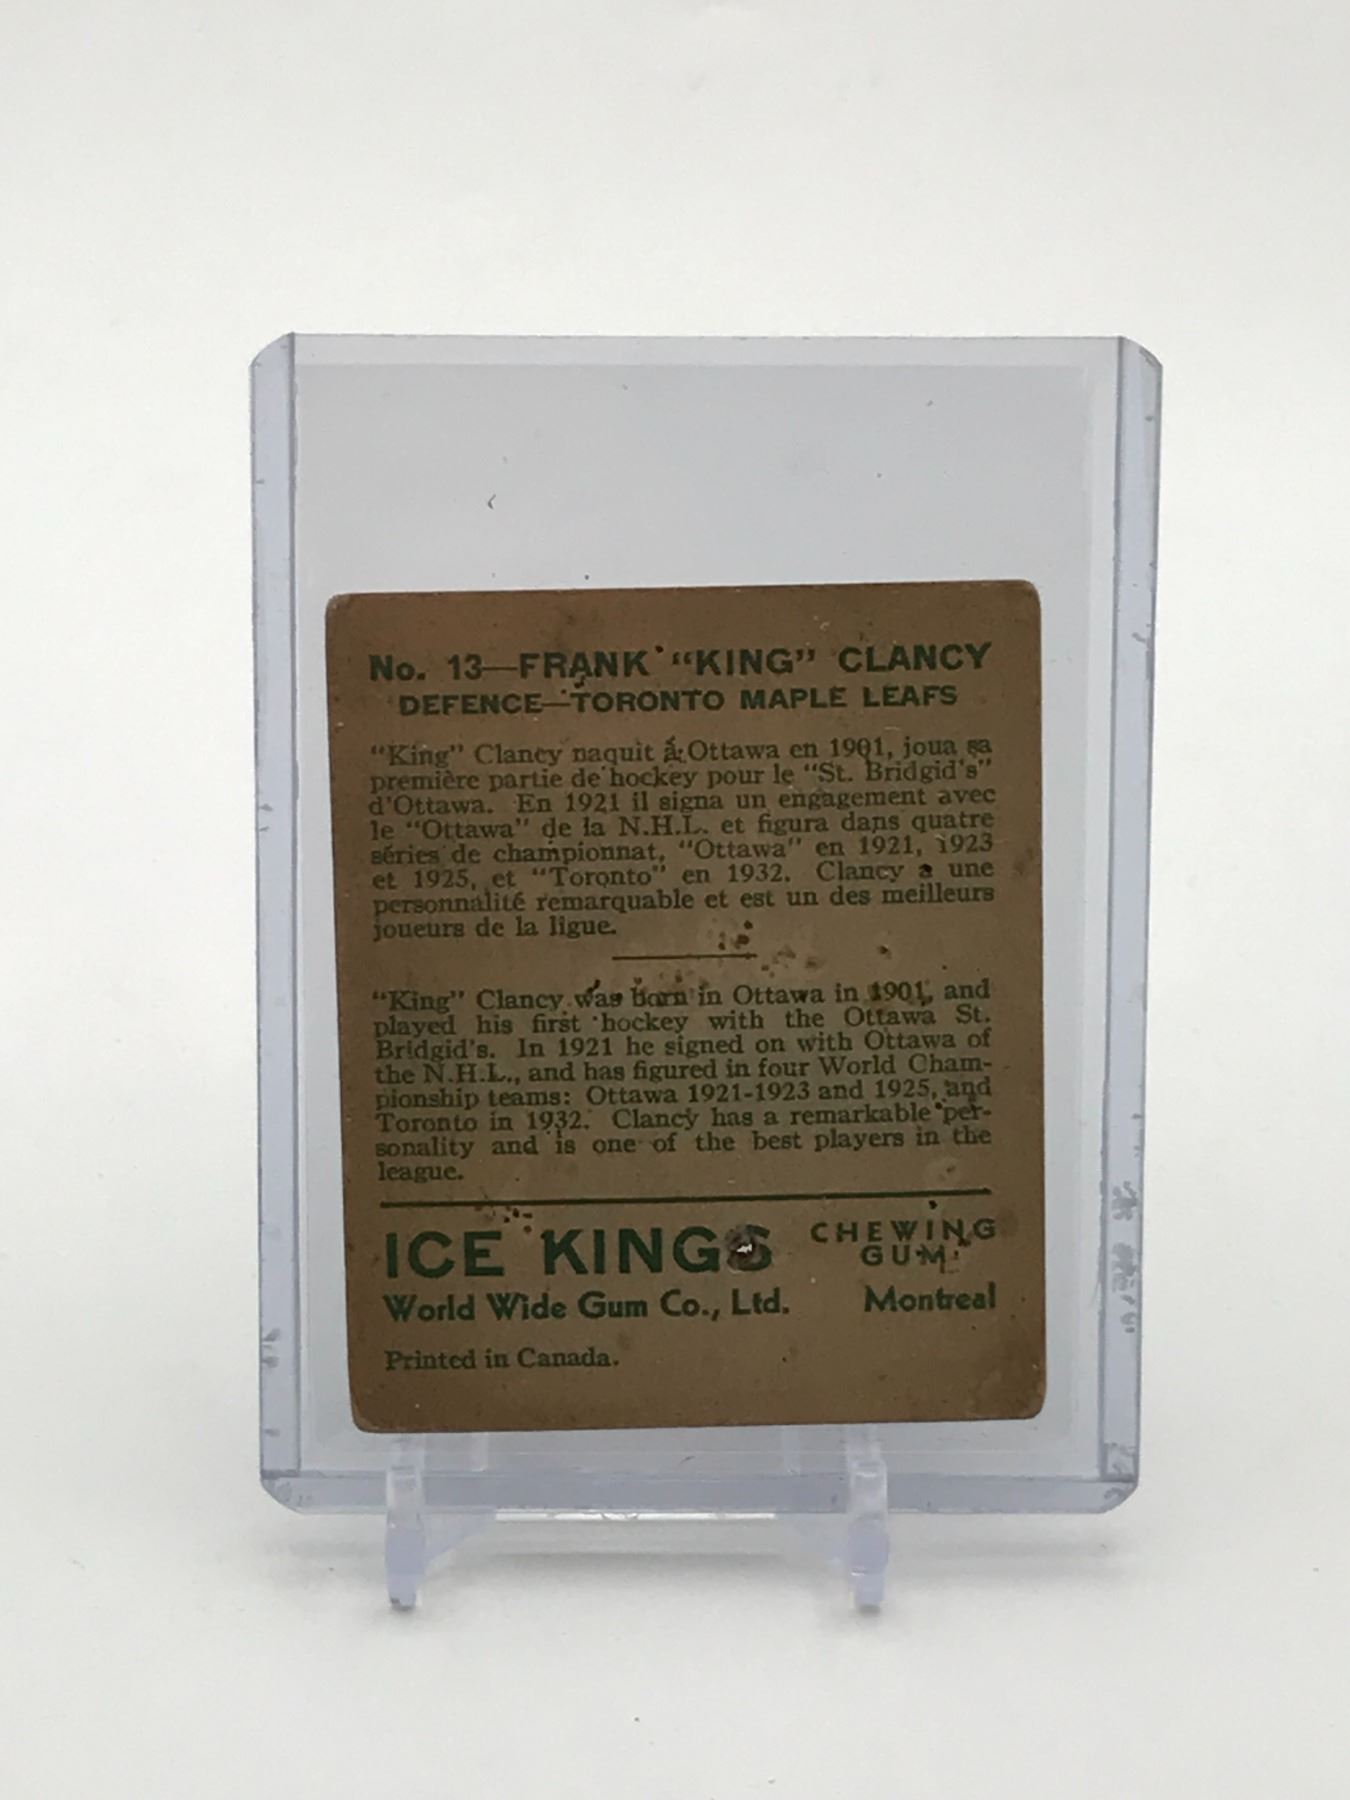 No. 13—FRANK "KING" CLANCY
DEFENCE—TORONTO MAPLE LEAFS
"King" Clancy naquit à Ottawa en 1901, joua sa
première partie de hockey pour le "St. Bridgid's"
d'Ottawa. En 1921 il signa un engagement avec
le "Ottawa" de la N.H.L. et figura dans quatre
séries de championnat, "Ottawa" en 1921, 1923
et 1925, et "Toronto" en 1932. Clancy a une
personnalité remarquable et est un des meilleurs
joueurs de la ligue.
"King" Clancy was born in Ottawa in 1901, and
played his first hockey with the Ottawa St.
Bridgid's. In 1921 he signed on with Ottawa of
the N.H.L., and has figured in four World Cham-
pionship teams: Ottawa 1921-1923 and 1925, and
Toronto in 1932. Clancy has a remarkable per-
sonality and is one of the best players in the
league.
ICE KINGS CHEWING
GUM
World Wide Gum Co., Ltd. Montreal
Printed in Canada.